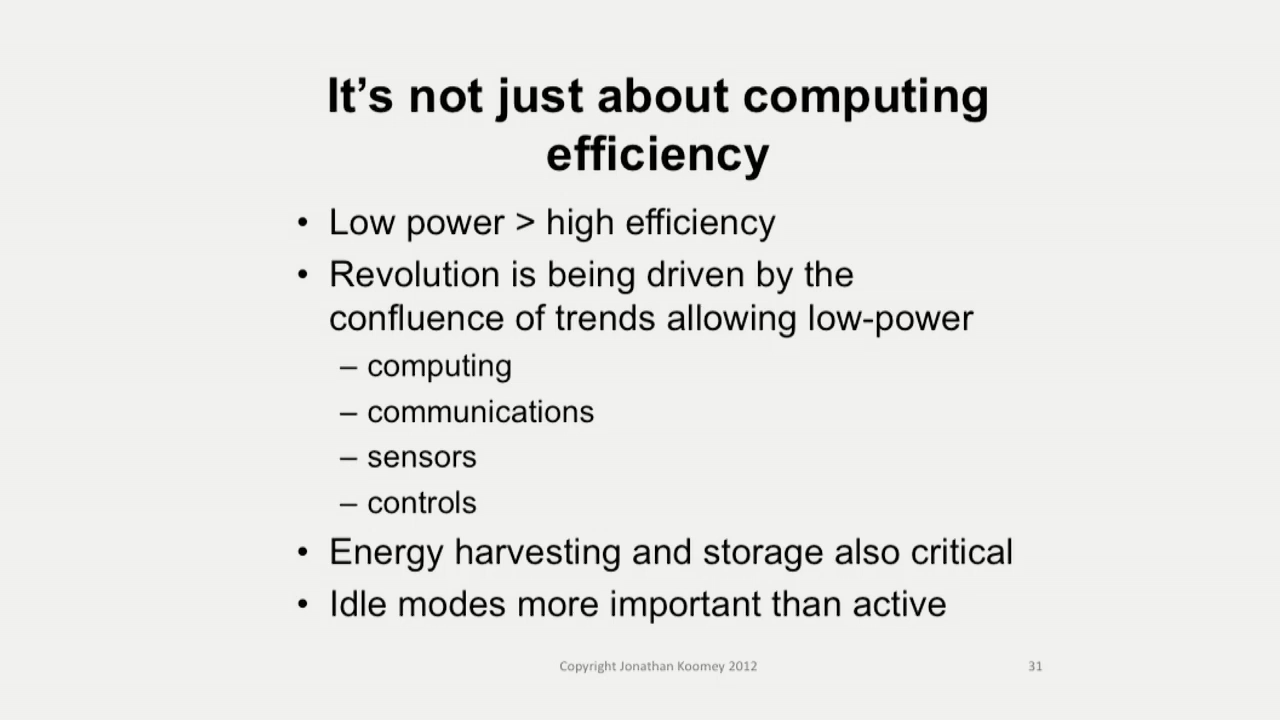 It's not just about computing
efficiency
• Low power > high efficiency
• Revolution is being driven by the
confluence of trends allowing low-power
– computing
– communications
– sensors
– controls
• Energy harvesting and storage also critical
• Idle modes more important than active
Copyright Jonathan Koomey 2012
31